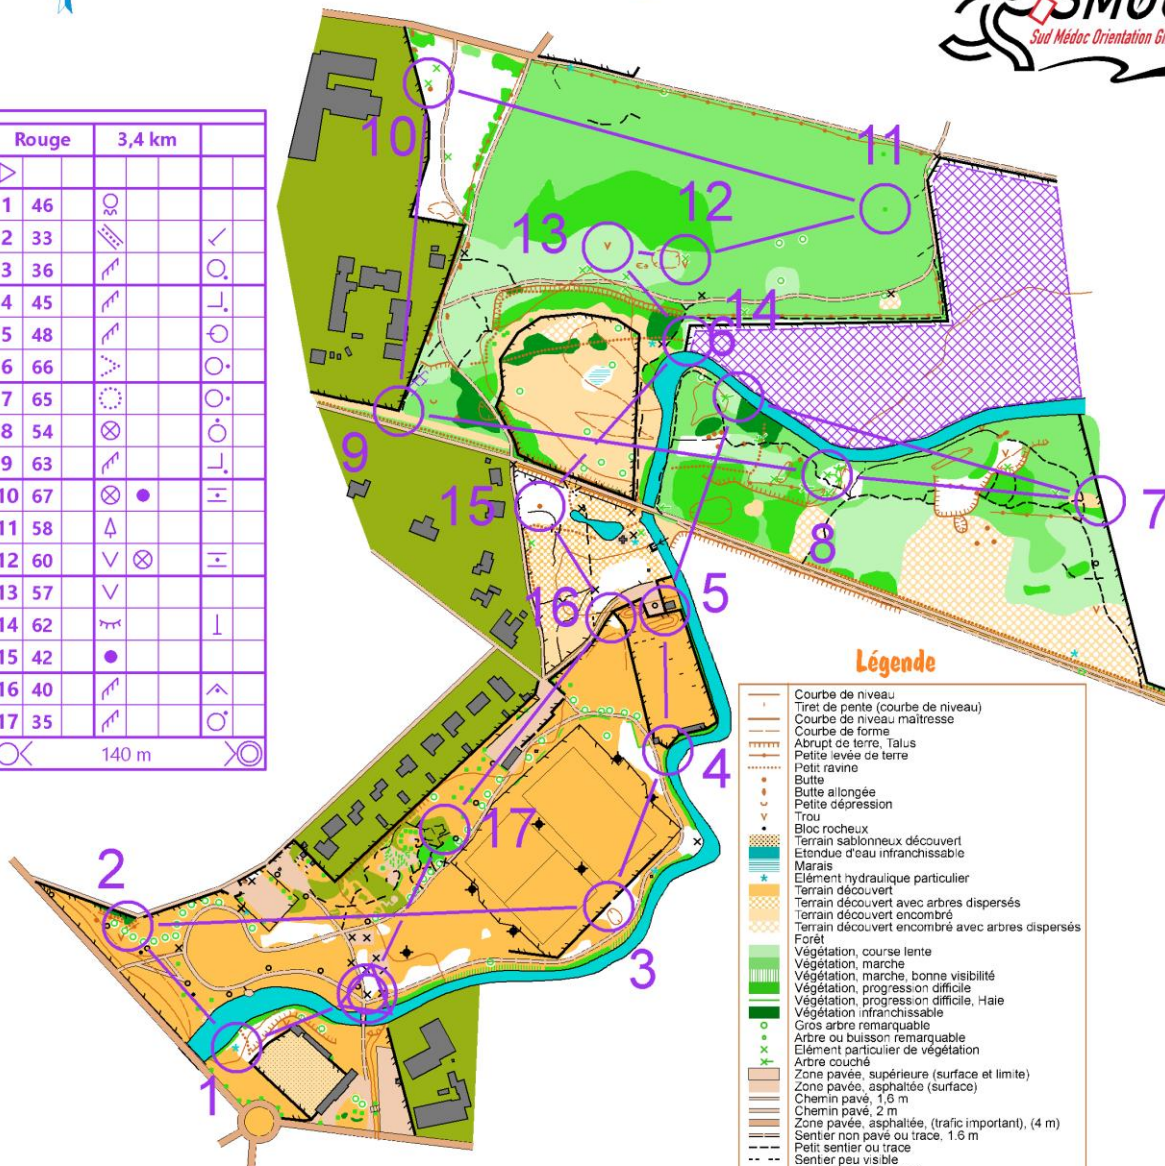 SMOG
Sud Médoc Orientation
Rouge 3,4 km
1 46
2 33
3 36
4 45
5 48
6 66
7 65
8 54
9 63
10 67
11 58
12 60
13 57
14 62
15 42
16 40
17 35
140 m
10
11
12
13
14
6
9
15
8
7
16
5
4
17
2
3
1
Légende
Courbe de niveau
Tiret de pente (courbe de niveau)
Courbe de niveau maîtresse
Courbe de forme
Abrupt de terre, Talus
Petite levée de terre
Petit ravine
Butte
Butte allongée
Petite dépression
Trou
Bloc rocheux
Terrain sablonneux découvert
Etendue d'eau infranchissable
Marais
Elément hydraulique particulier
Terrain découvert
Terrain découvert avec arbres dispersés
Terrain découvert encombré
Terrain découvert encombré avec arbres dispersés
Forêt
Végétation, course lente
Végétation, marche
Végétation, marche, bonne visibilité
Végétation, progression difficile
Végétation, progression difficile, Haie
Végétation infranchissable
Gros arbre remarquable
Arbre ou buisson remarquable
Elément particulier de végétation
Arbre couché
Zone pavée, supérieure (surface et limite)
Zone pavée, asphaltée (surface)
Chemin pavé, 1,6 m
Chemin pavé, 2 m
Zone pavée, asphaltée, (trafic important), (4 m)
Sentier non pavé ou trace, 1.6 m
Petit sentier ou trace
Sentier peu visible